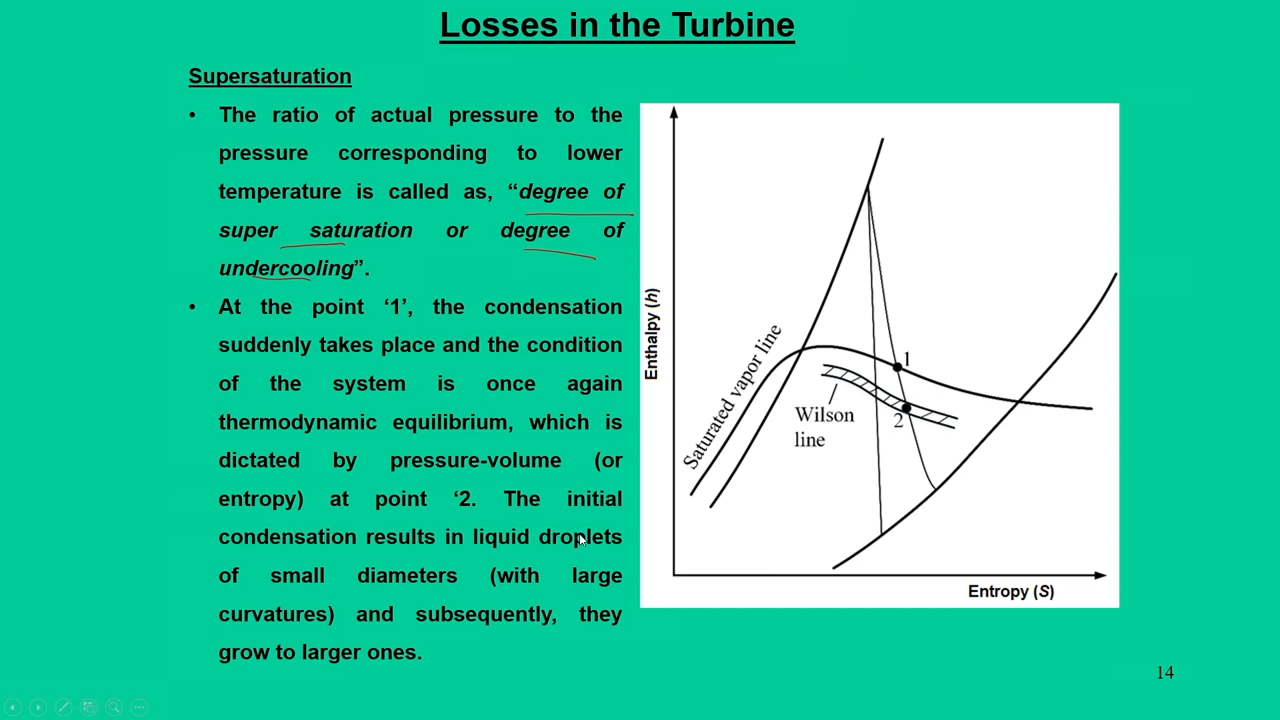 Losses in the Turbine
Supersaturation
• The ratio of actual pressure to the
pressure corresponding to lower
temperature is called as, “degree of
super saturation or degree of
undercooling”.
• At the point ‘1’, the condensation
suddenly takes place and the condition
of the system is once again
thermodynamic equilibrium, which is
dictated by pressure-volume (or
entropy) at point ‘2. The initial
condensation results in liquid droplets
of small diameters (with large
curvatures) and subsequently, they
grow to larger ones.
Enthalpy (h)
Saturated vapor line
1
Wilson
line
2
Entropy (S)
14